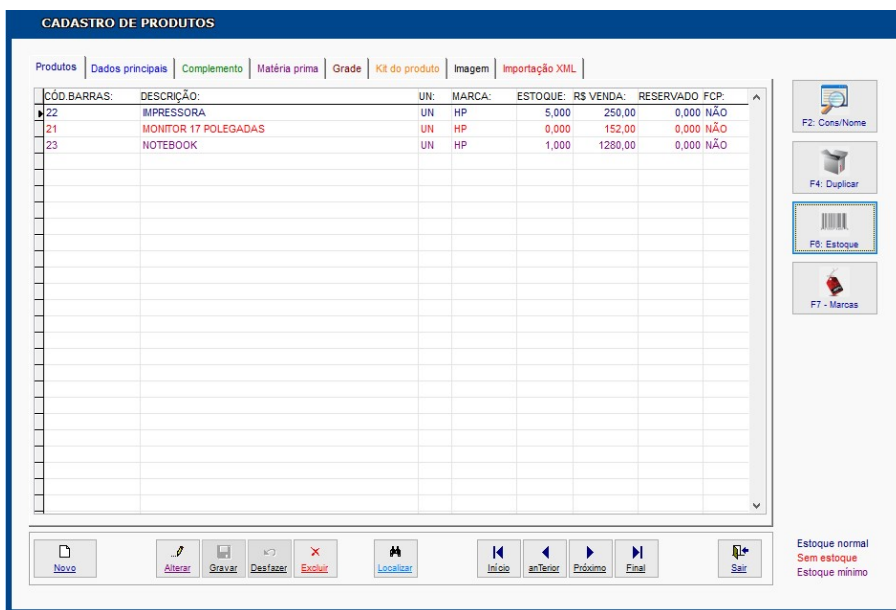 CADASTRO DE PRODUTOS
Produtos Dados principais Complemento Matéria prima Grade Kit do produto Imagem Importação XML
CÓD.BARRAS: DESCRIÇÃO: UN: MARCA: ESTOQUE: R$ VENDA: RESERVADO FCP:
22 IMPRESSORA UN HP 5,000 250,00 0,000 NÃO
21 MONITOR 17 POLEGADAS UN HP 0,000 152,00 0,000 NÃO
23 NOTEBOOK UN HP 1,000 1280,00 0,000 NÃO
F2: Cons/Nome
F4: Duplicar
F6: Estoque
F7 - Marcas
Novo Alterar Gravar Desfazer Excluir Localizar Início anTerior Próximo Final Sair
Estoque normal
Sem estoque
Estoque mínimo